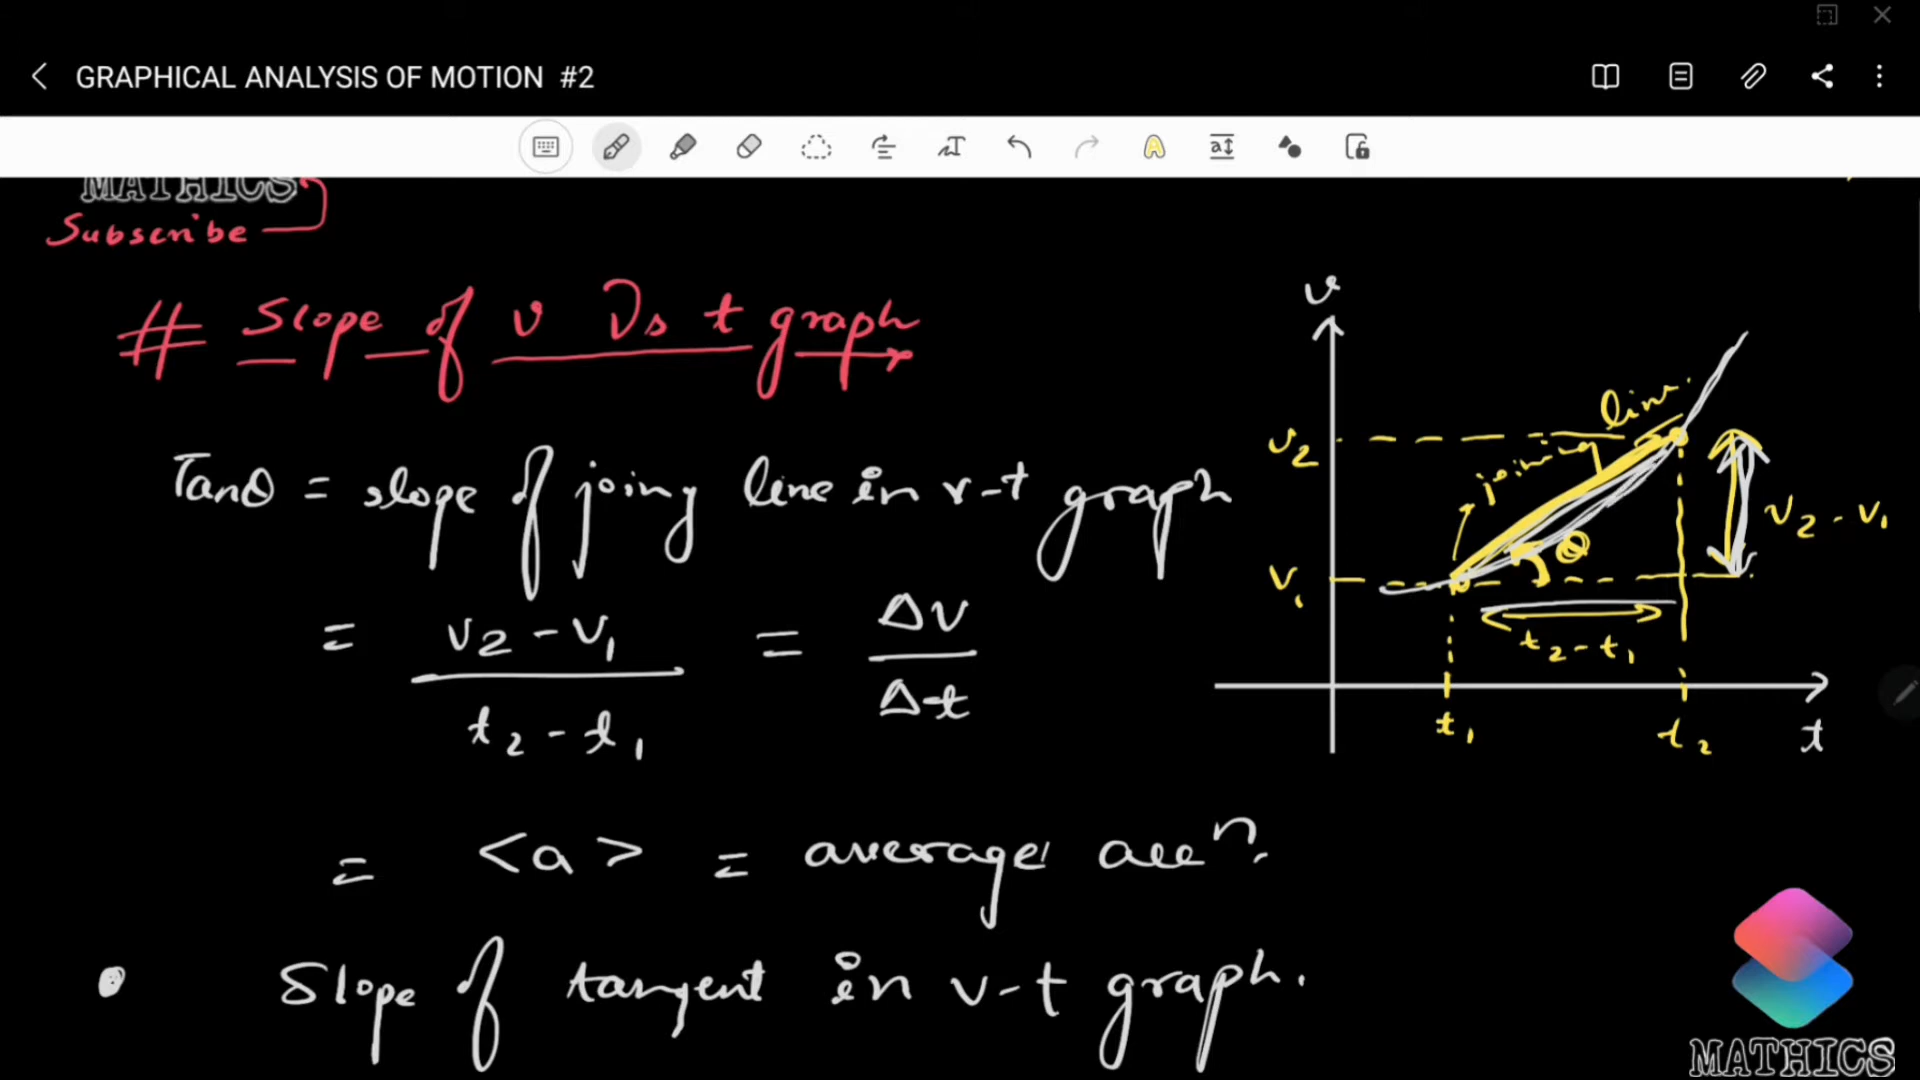 GRAPHICAL ANALYSIS OF MOTION #2
MATHICS
Subscribe
# Slope of v Vs t graph
Tanθ = slope of joing line in v-t graph
= v2 - v1 / t2 - t1 = Δv / Δt
= <a> = average accⁿ.
• Slope of tangent in v-t graph.
v
v2
joining line
θ
v2 - v1
v1
t2 - t1
t1
t2
t
MATHICS